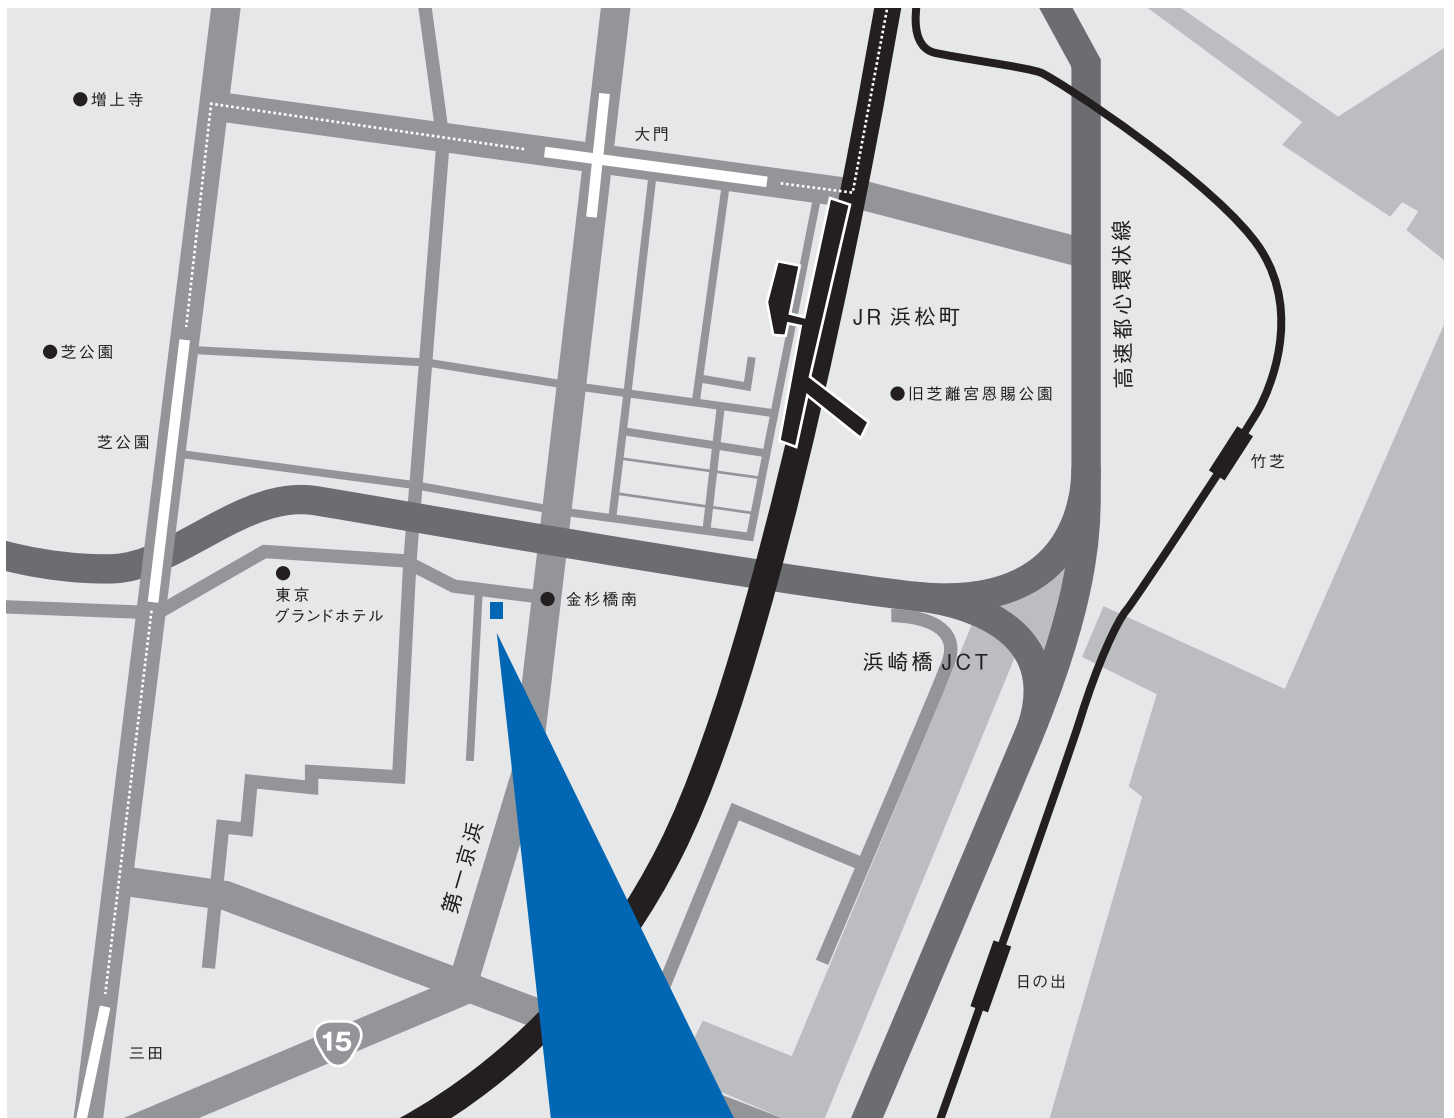 増上寺
大門
高速都心環状線
JR 浜松町
芝公園
旧芝離宮恩賜公園
芝公園
竹芝
東京
グランドホテル
金杉橋南
浜崎橋 JCT
第一京浜
日の出
15
三田